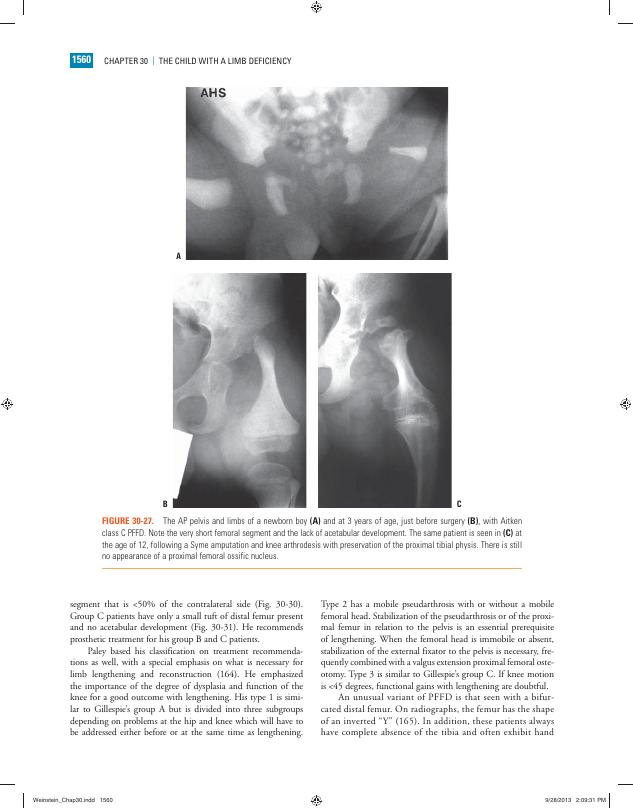 1560 CHAPTER 30 | THE CHILD WITH A LIMB DEFICIENCY
AHS
A
B
C
FIGURE 30-27. The AP pelvis and limbs of a newborn boy (A) and at 3 years of age, just before surgery (B), with Aitken
class C PFFD. Note the very short femoral segment and the lack of acetabular development. The same patient is seen in (C) at
the age of 12, following a Syme amputation and knee arthrodesis with preservation of the proximal tibial physis. There is still
no appearance of a proximal femoral ossific nucleus.
segment that is <50% of the contralateral side (Fig. 30-30).
Group C patients have only a small tuft of distal femur present
and no acetabular development (Fig. 30-31). He recommends
prosthetic treatment for his group B and C patients.
Paley based his classification on treatment recommenda-
tions as well, with a special emphasis on what is necessary for
limb lengthening and reconstruction (164). He emphasized
the importance of the degree of dysplasia and function of the
knee for a good outcome with lengthening. His type 1 is simi-
lar to Gillespie's group A but is divided into three subgroups
depending on problems at the hip and knee which will have to
be addressed either before or at the same time as lengthening.
Type 2 has a mobile pseudarthrosis with or without a mobile
femoral head. Stabilization of the pseudarthrosis or of the proxi-
mal femur in relation to the pelvis is an essential prerequisite
of lengthening. When the femoral head is immobile or absent,
stabilization of the external fixator to the pelvis is necessary, fre-
quently combined with a valgus extension proximal femoral oste-
otomy. Type 3 is similar to Gillespie's group C. If knee motion
is <45 degrees, functional gains with lengthening are doubtful.
An unusual variant of PFFD is that seen with a bifur-
cated distal femur. On radiographs, the femur has the shape
of an inverted “Y” (165). In addition, these patients always
have complete absence of the tibia and often exhibit hand
Weinstein_Chap30.indd 1560
9/28/2013 2:09:31 PM